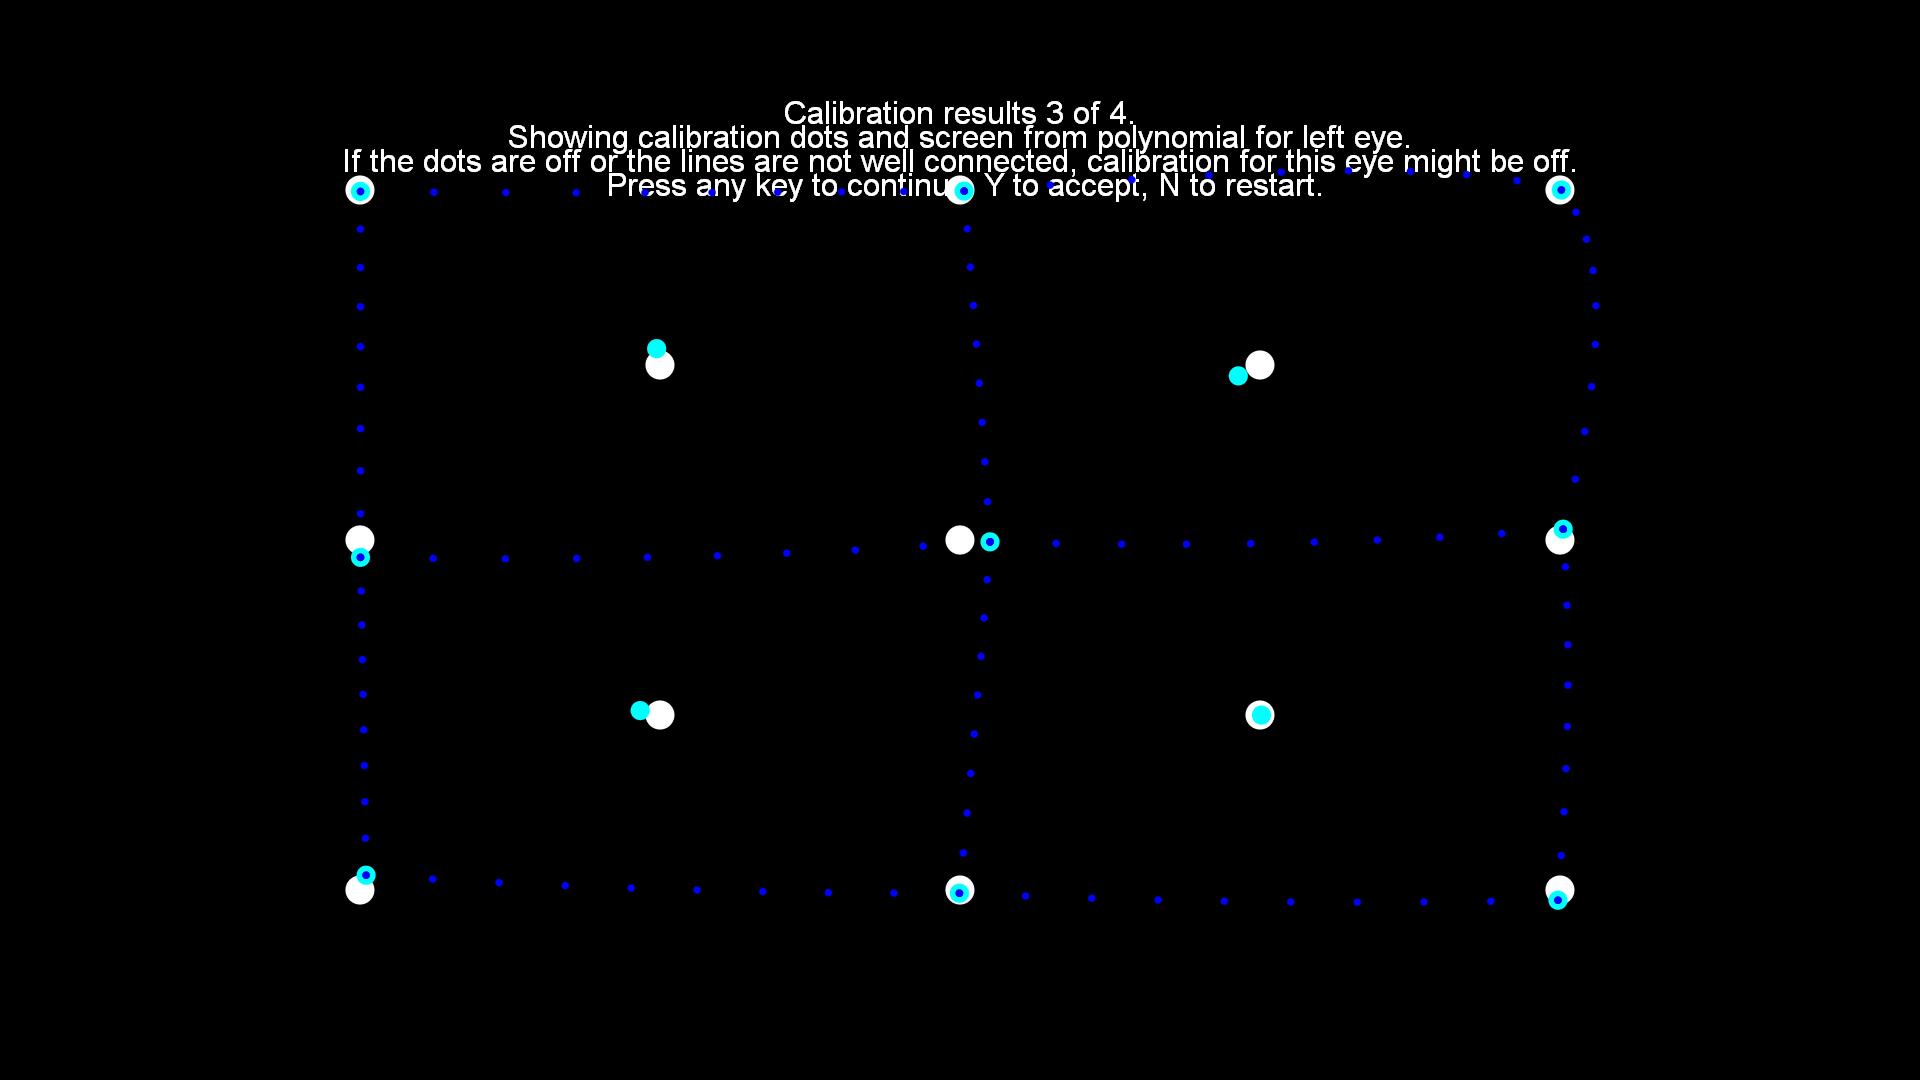 Calibration results 3 of 4.
Showing calibration dots and screen from polynomial for left eye.
If the dots are off or the lines are not well connected, calibration for this eye might be off.
Press any key to continue, Y to accept, N to restart.